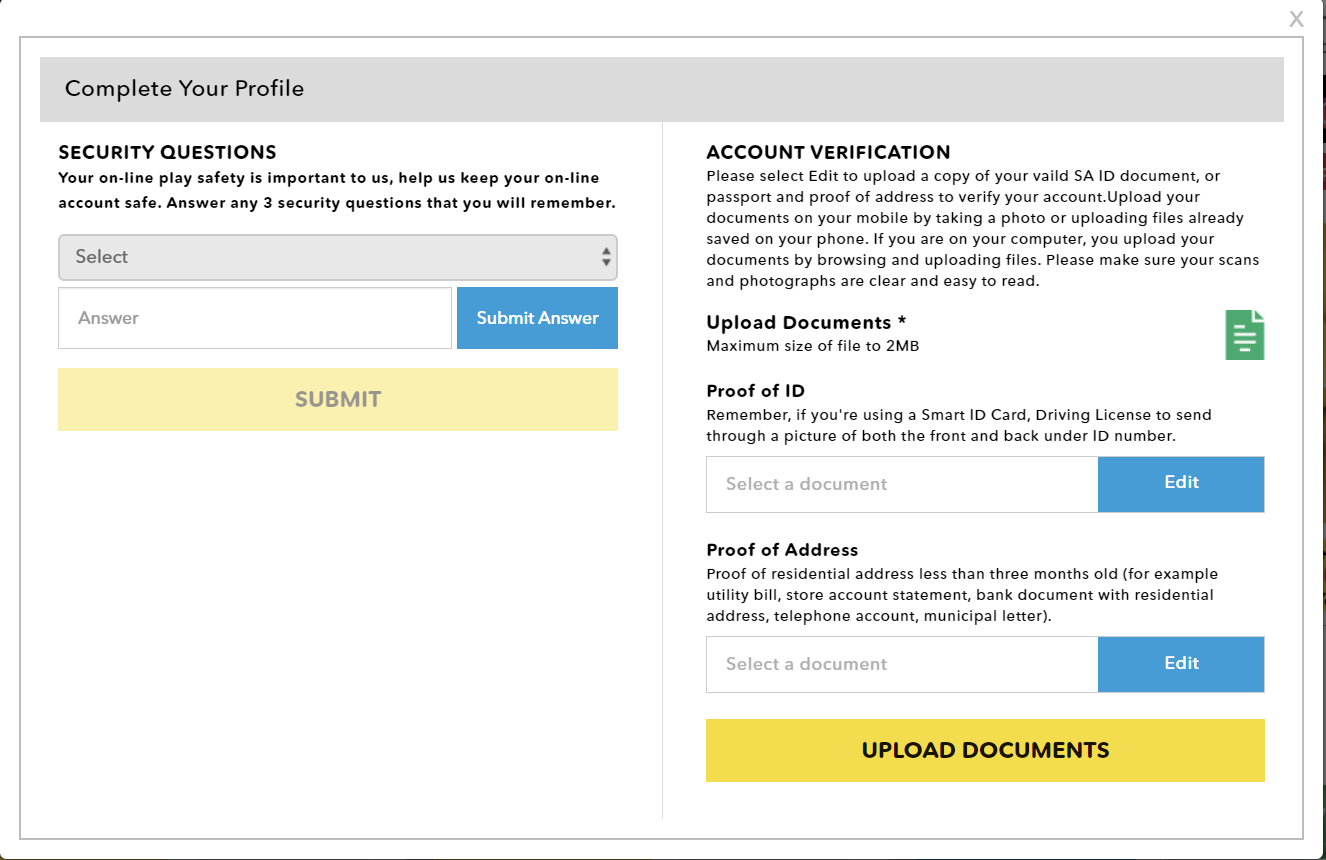 X
Complete Your Profile
SECURITY QUESTIONS
Your on-line play safety is important to us, help us keep your on-line
account safe. Answer any 3 security questions that you will remember.
Select
Answer
Submit Answer
SUBMIT
ACCOUNT VERIFICATION
Please select Edit to upload a copy of your vaild SA ID document, or
passport and proof of address to verify your account.Upload your
documents on your mobile by taking a photo or uploading files already
saved on your phone. If you are on your computer, you upload your
documents by browsing and uploading files. Please make sure your scans
and photographs are clear and easy to read.
Upload Documents *
Maximum size of file to 2MB
Proof of ID
Remember, if you're using a Smart ID Card, Driving License to send
through a picture of both the front and back under ID number.
Select a document
Edit
Proof of Address
Proof of residential address less than three months old (for example
utility bill, store account statement, bank document with residential
address, telephone account, municipal letter).
Select a document
Edit
UPLOAD DOCUMENTS